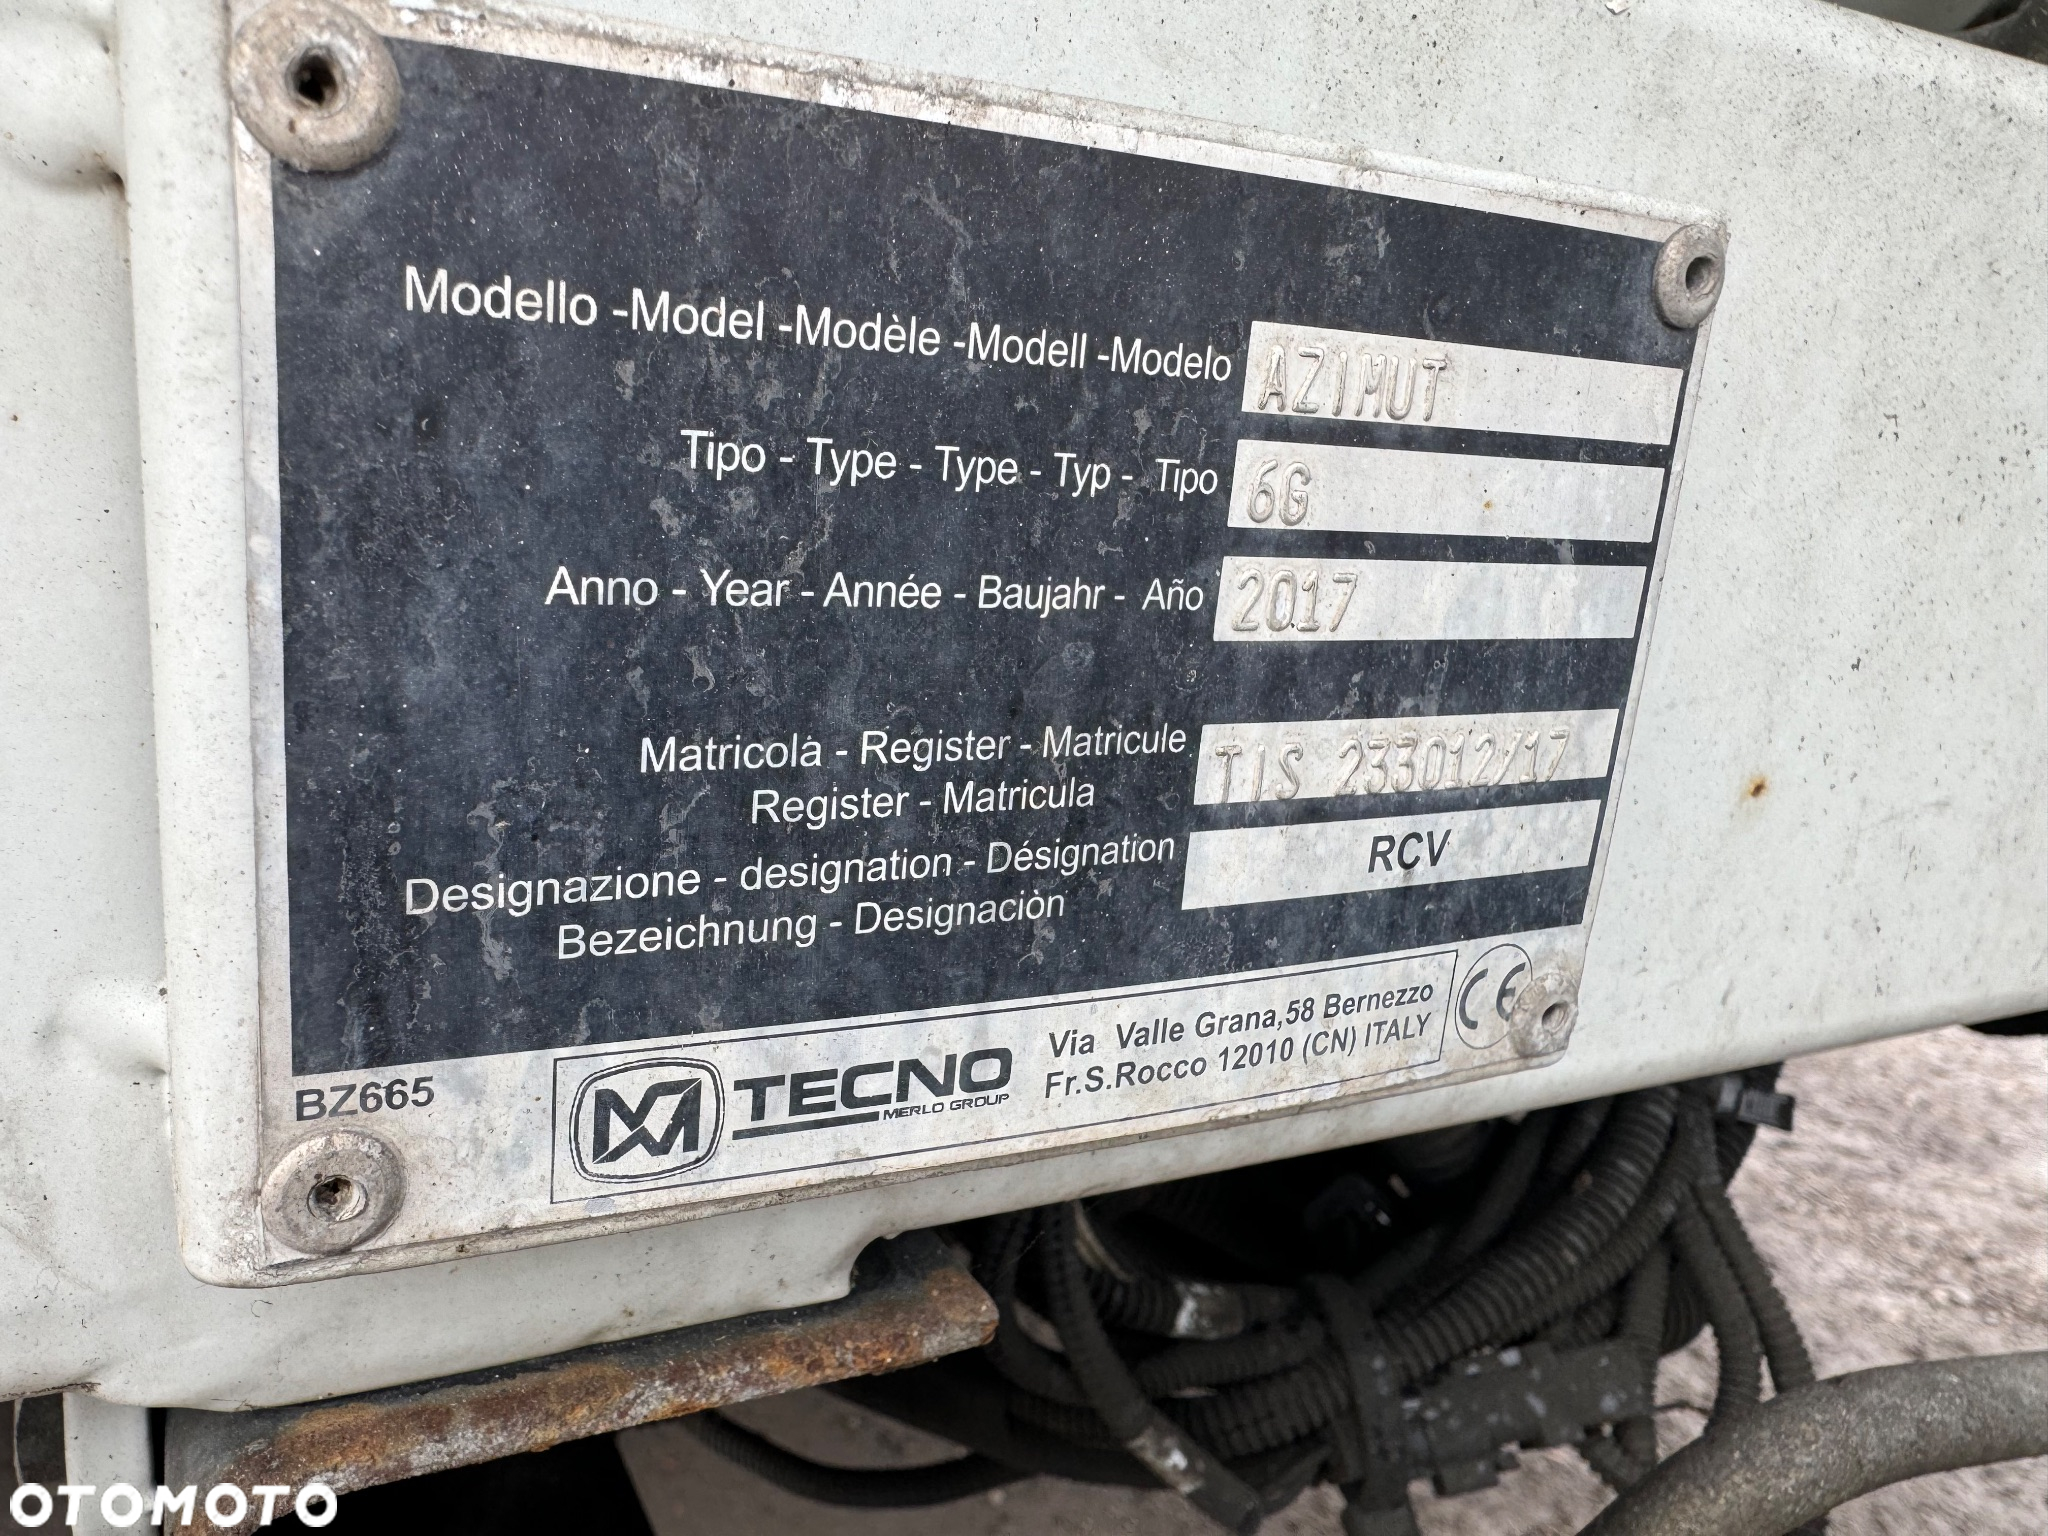 Modello -Model -Modèle -Modell -Modelo AZIMUT
Tipo - Type - Type - Typ - Tipo 6G
Anno - Year - Année - Baujahr - Año 2017
Matricola - Register - Matricule TIS 233012/17
Register - Matricula
Designazione - designation - Désignation RCV
Bezeichnung - Designaciòn
BZ665
TECNO
MERLO GROUP
Via Valle Grana,58 Bernezzo
Fr.S.Rocco 12010 (CN) ITALY
CE
OTOMOTO